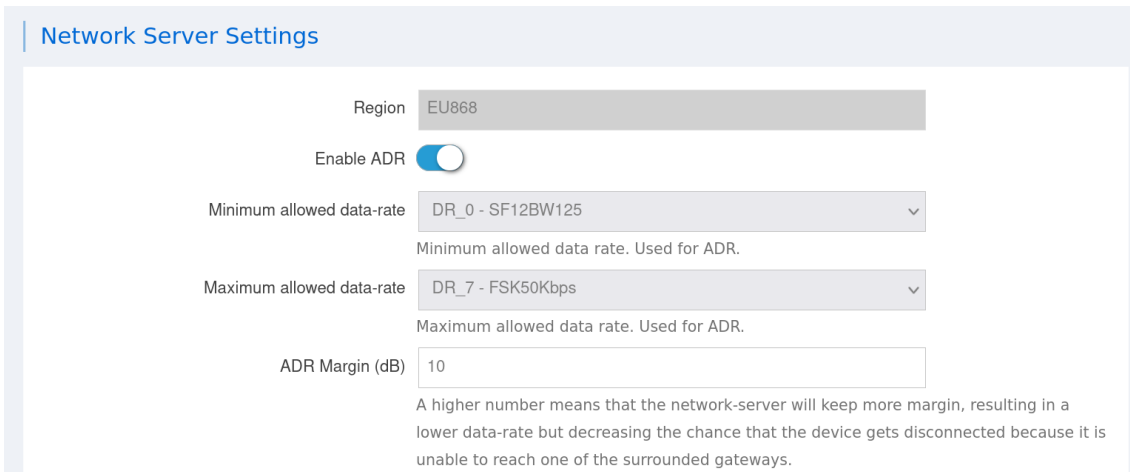 Network Server Settings
Region EU868
Enable ADR
Minimum allowed data-rate DR_0 - SF12BW125
Minimum allowed data rate. Used for ADR.
Maximum allowed data-rate DR_7 - FSK50Kbps
Maximum allowed data rate. Used for ADR.
ADR Margin (dB) 10
A higher number means that the network-server will keep more margin, resulting in a
lower data-rate but decreasing the chance that the device gets disconnected because it is
unable to reach one of the surrounded gateways.